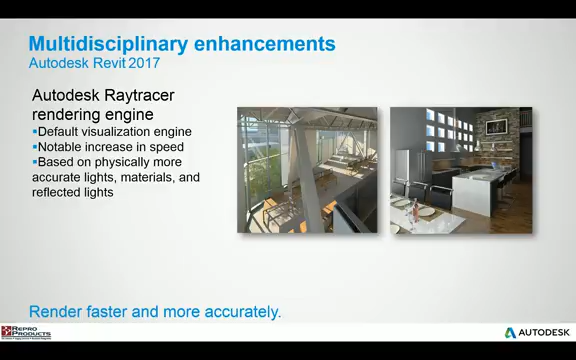 Multidisciplinary enhancements
Autodesk Revit 2017
Autodesk Raytracer
rendering engine
▪Default visualization engine
▪Notable increase in speed
▪Based on physically more
accurate lights, materials, and
reflected lights
Render faster and more accurately.
REPRO
PRODUCTS
AUTODESK